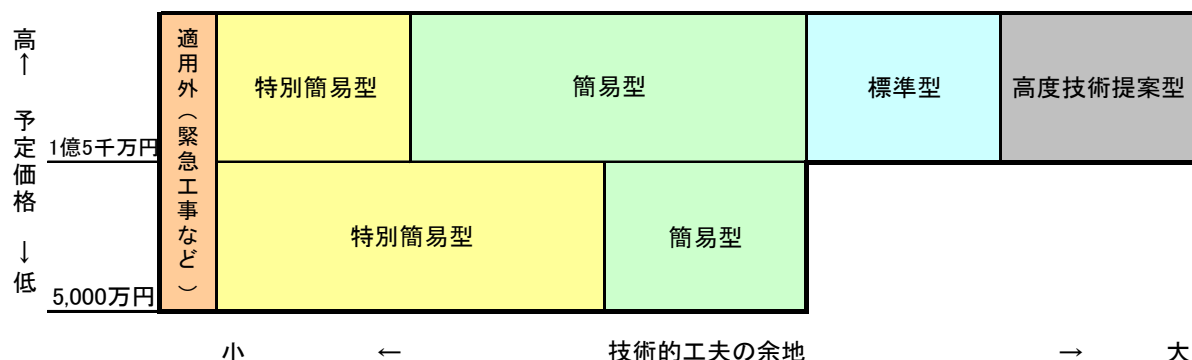 高↑ 予定価格 ↓低
1億5千万円
5,000万円
適用外（緊急工事など）
特別簡易型
簡易型
標準型
高度技術提案型
特別簡易型
簡易型
小 ← 技術的工夫の余地 → 大